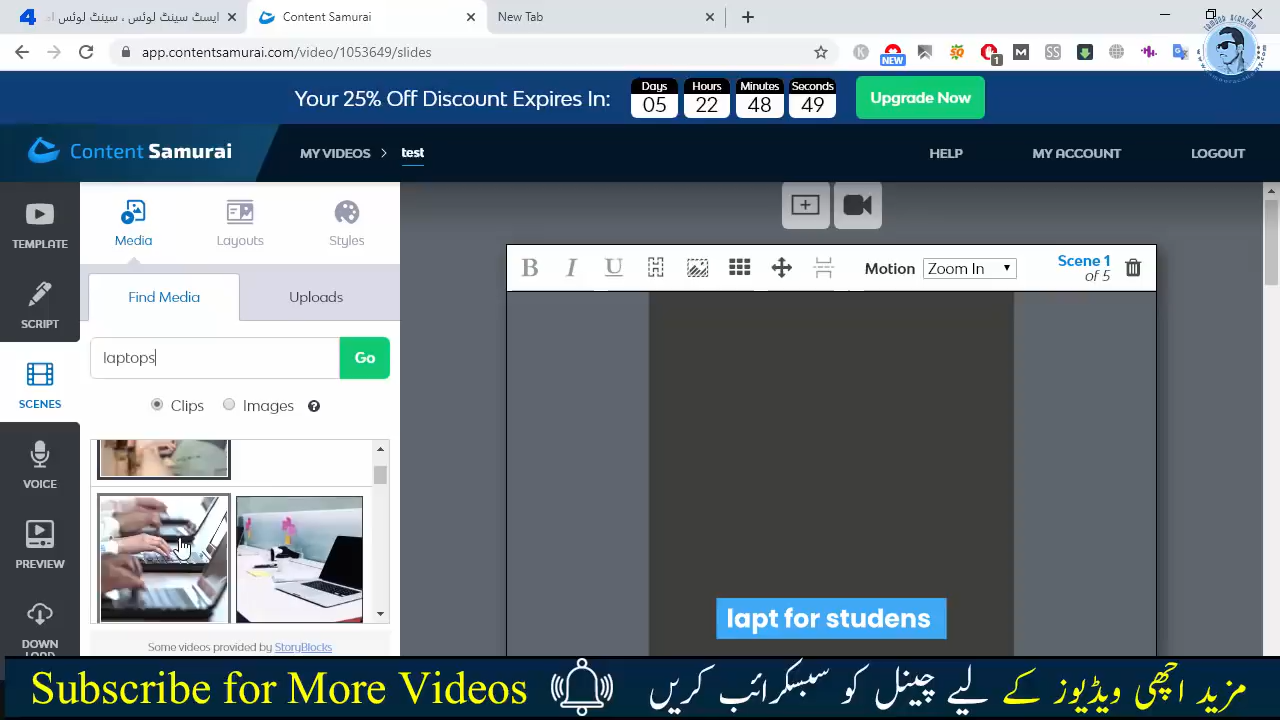 ایسٹ سینٹ لوئس ، سینٹ لوئس
Content Samurai
New Tab
app.contentsamurai.com/video/1053649/slides
NEW
1
Your 25% Off Discount Expires In:
Days Hours Minutes Seconds
05 22 48 49
Upgrade Now
Content Samurai
MY VIDEOS > test
HELP
MY ACCOUNT
LOGOUT
TEMPLATE
SCRIPT
SCENES
VOICE
PREVIEW
DOWN
Media
Layouts
Styles
Find Media
Uploads
laptops
Go
Clips
Images
Some videos provided by StoryBlocks
B I U
Motion
Zoom In
Scene 1
of 5
lapt for studens
Subscribe for More Videos
مزید اچھی ویڈیوز کے لیے چینل کو سبسکرائب کریں